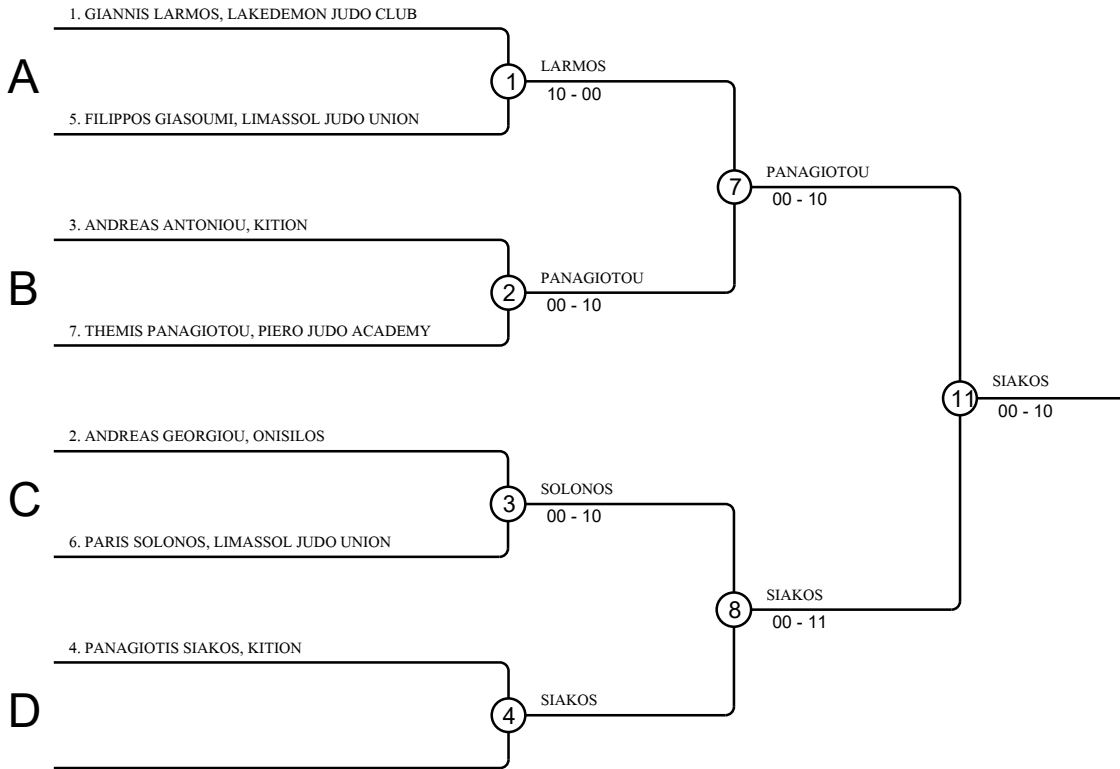 1. GIANNIS LARMOS, LAKEDEMON JUDO CLUB
A
1
LARMOS
10 - 00
5. FILIPPOS GIASOUMI, LIMASSOL JUDO UNION
7
PANAGIOTOU
00 - 10
3. ANDREAS ANTONIOU, KITION
B
2
PANAGIOTOU
00 - 10
7. THEMIS PANAGIOTOU, PIERO JUDO ACADEMY
11
SIAKOS
00 - 10
2. ANDREAS GEORGIOU, ONISILOS
C
3
SOLONOS
00 - 10
6. PARIS SOLONOS, LIMASSOL JUDO UNION
8
SIAKOS
00 - 11
4. PANAGIOTIS SIAKOS, KITION
D
4
SIAKOS